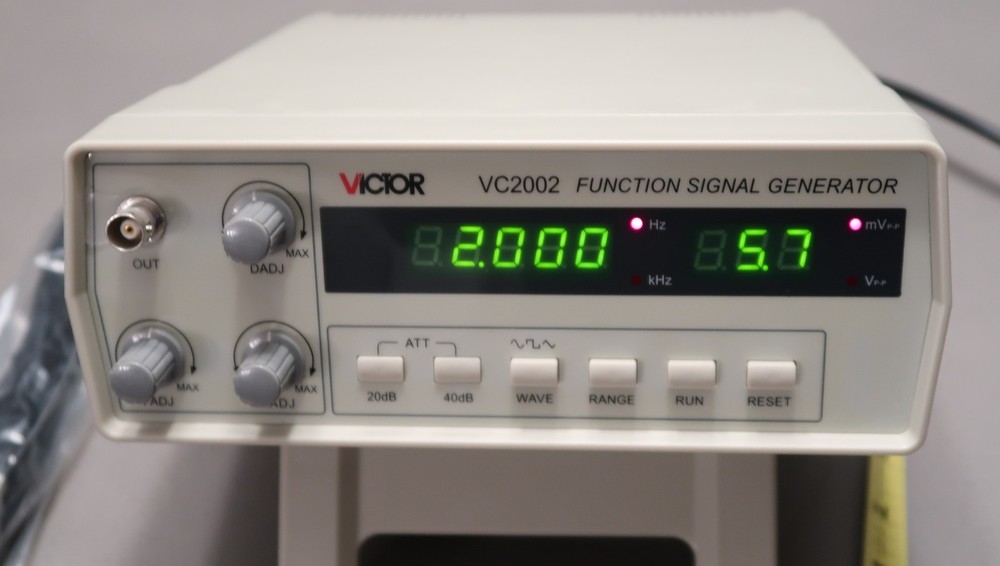 VICTOR VC2002 FUNCTION SIGNAL GENERATOR
2.000 Hz 5.7 mVP-P
kHz VP-P
OUT
DADJ MAX
ADJ MAX
ADJ MAX
ATT
20dB 40dB WAVE RANGE RUN RESET